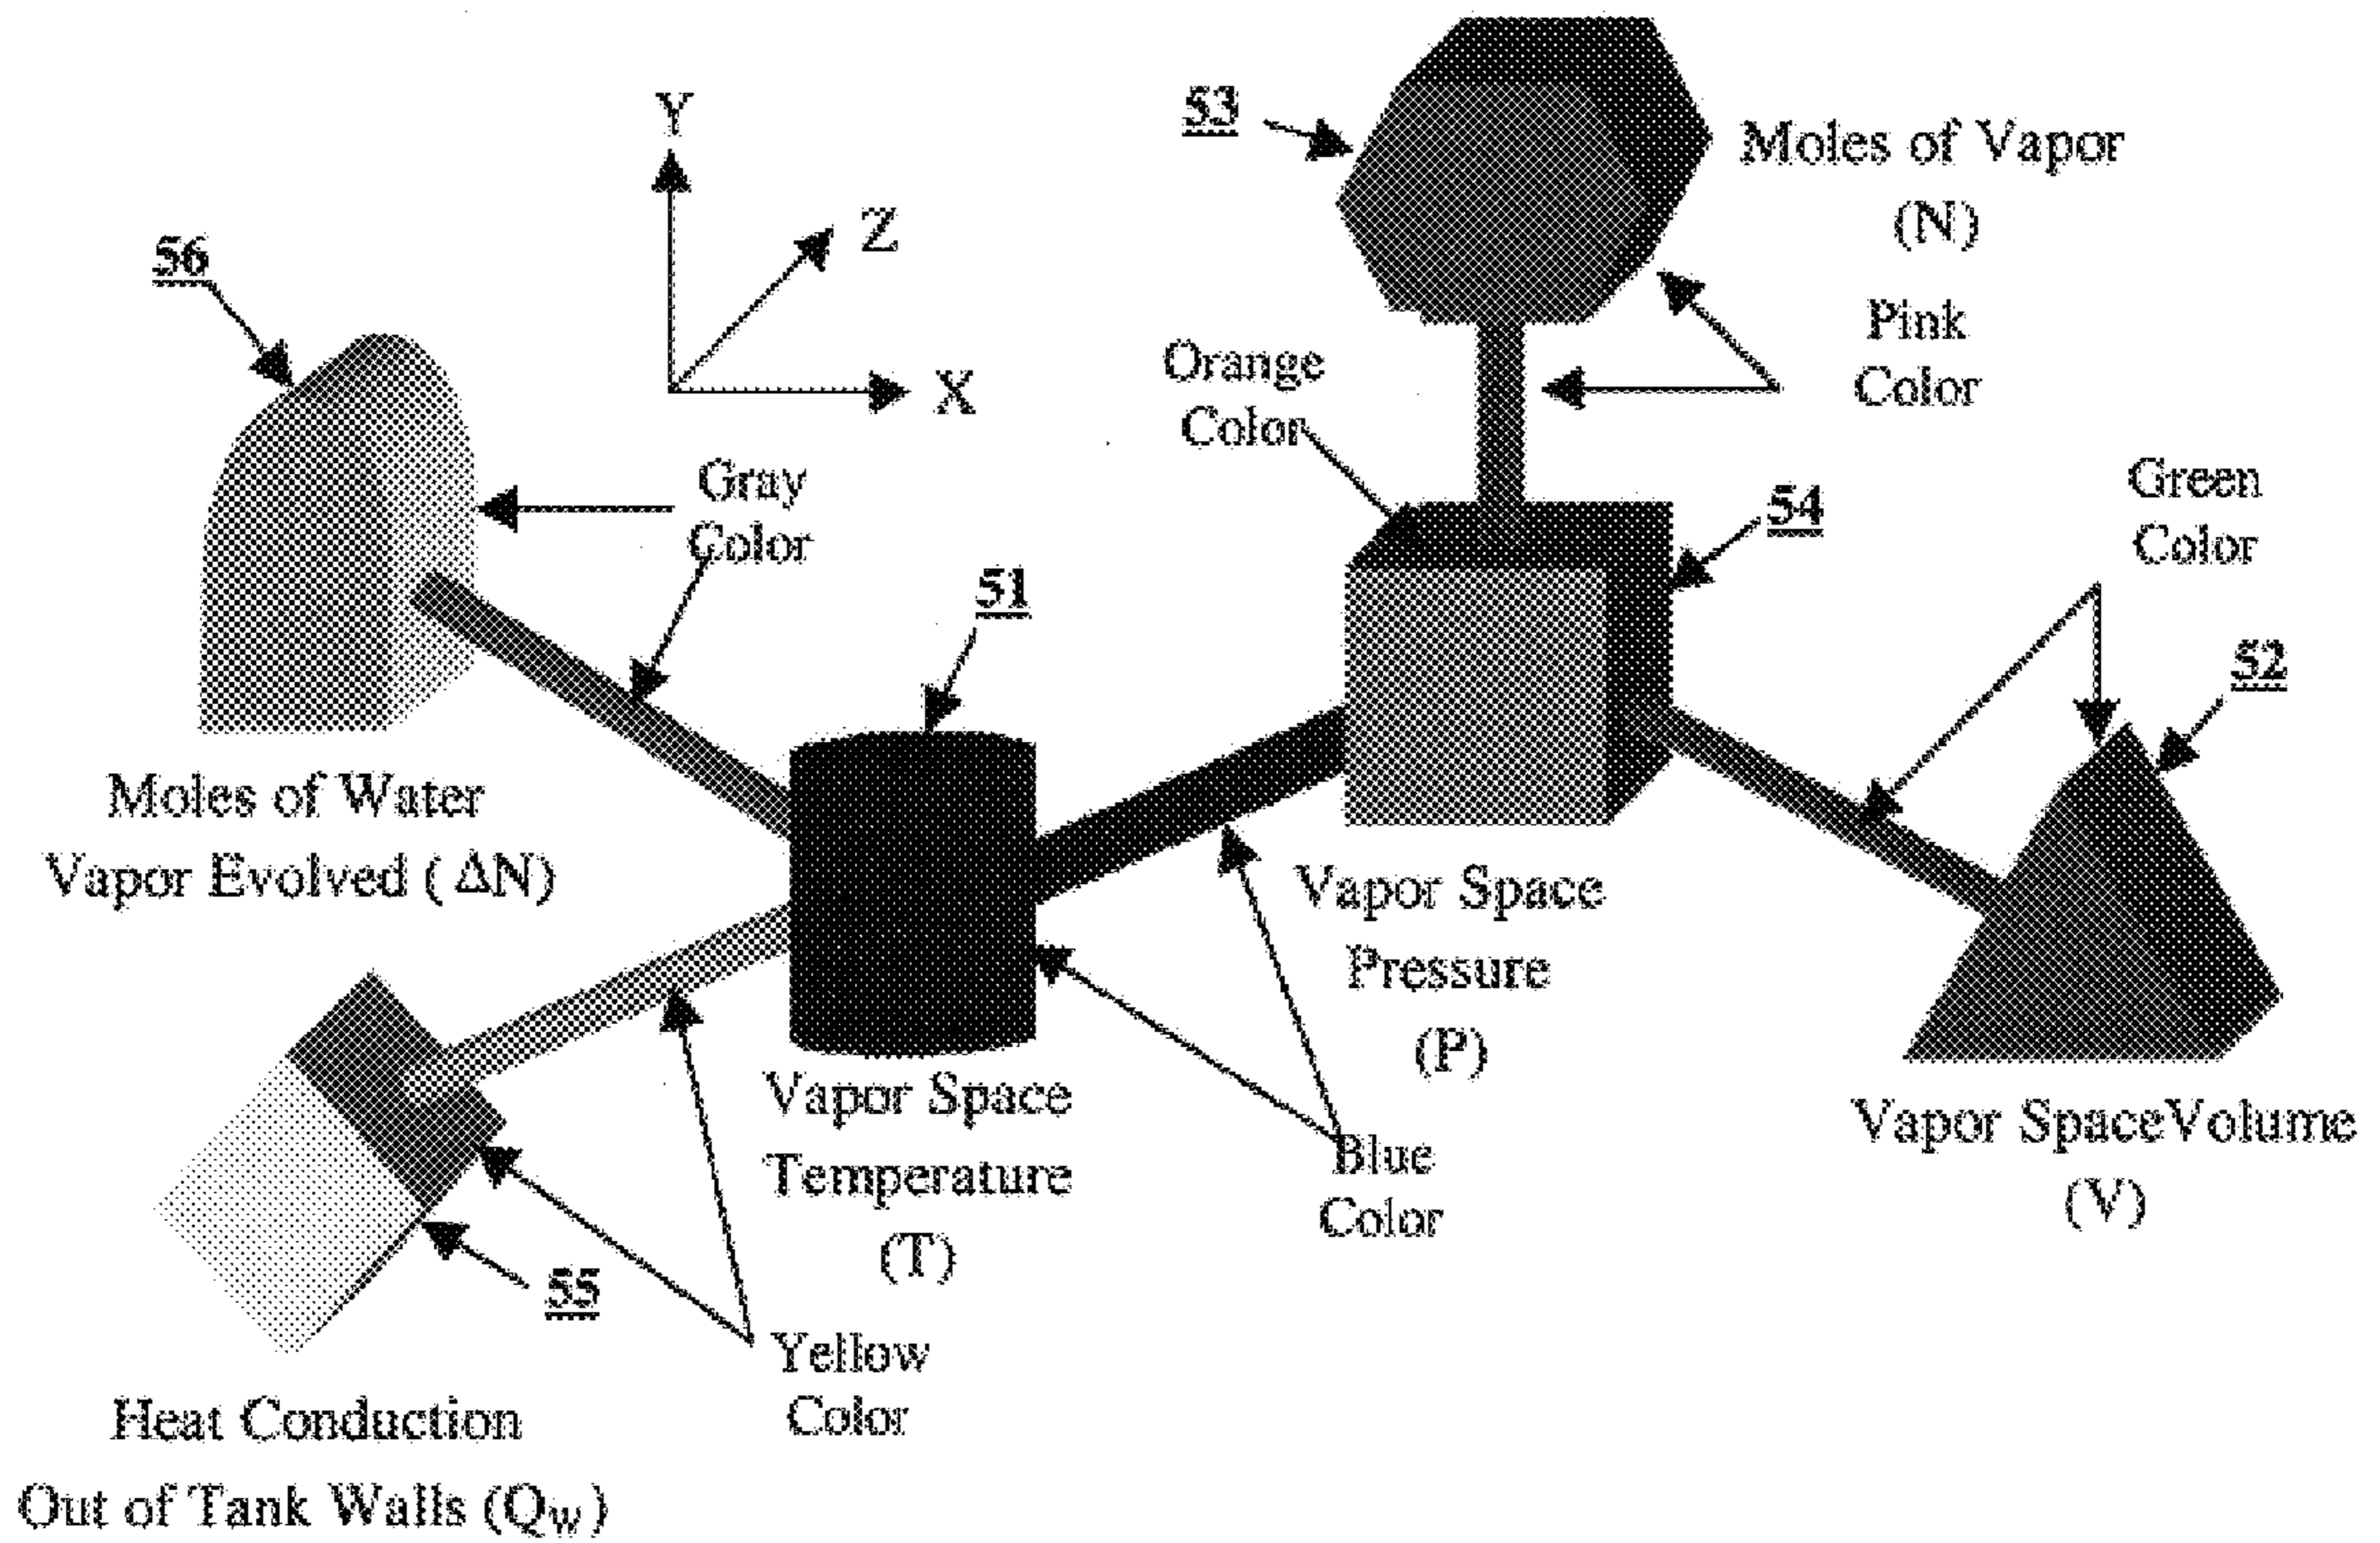 53
Y
Moles of Vapor
(N)
Z
56
Pink
Color
Orange
Color
X
Gray
Color
Green
Color
54
51
52
Moles of Water
Vapor Evolved ( ΔN)
Vapor Space
Pressure
(P)
Vapor Space
Temperature
(T)
Vapor SpaceVolume
(V)
Blue
Color
55
Yellow
Color
Heat Conduction
Out of Tank Walls (QW)